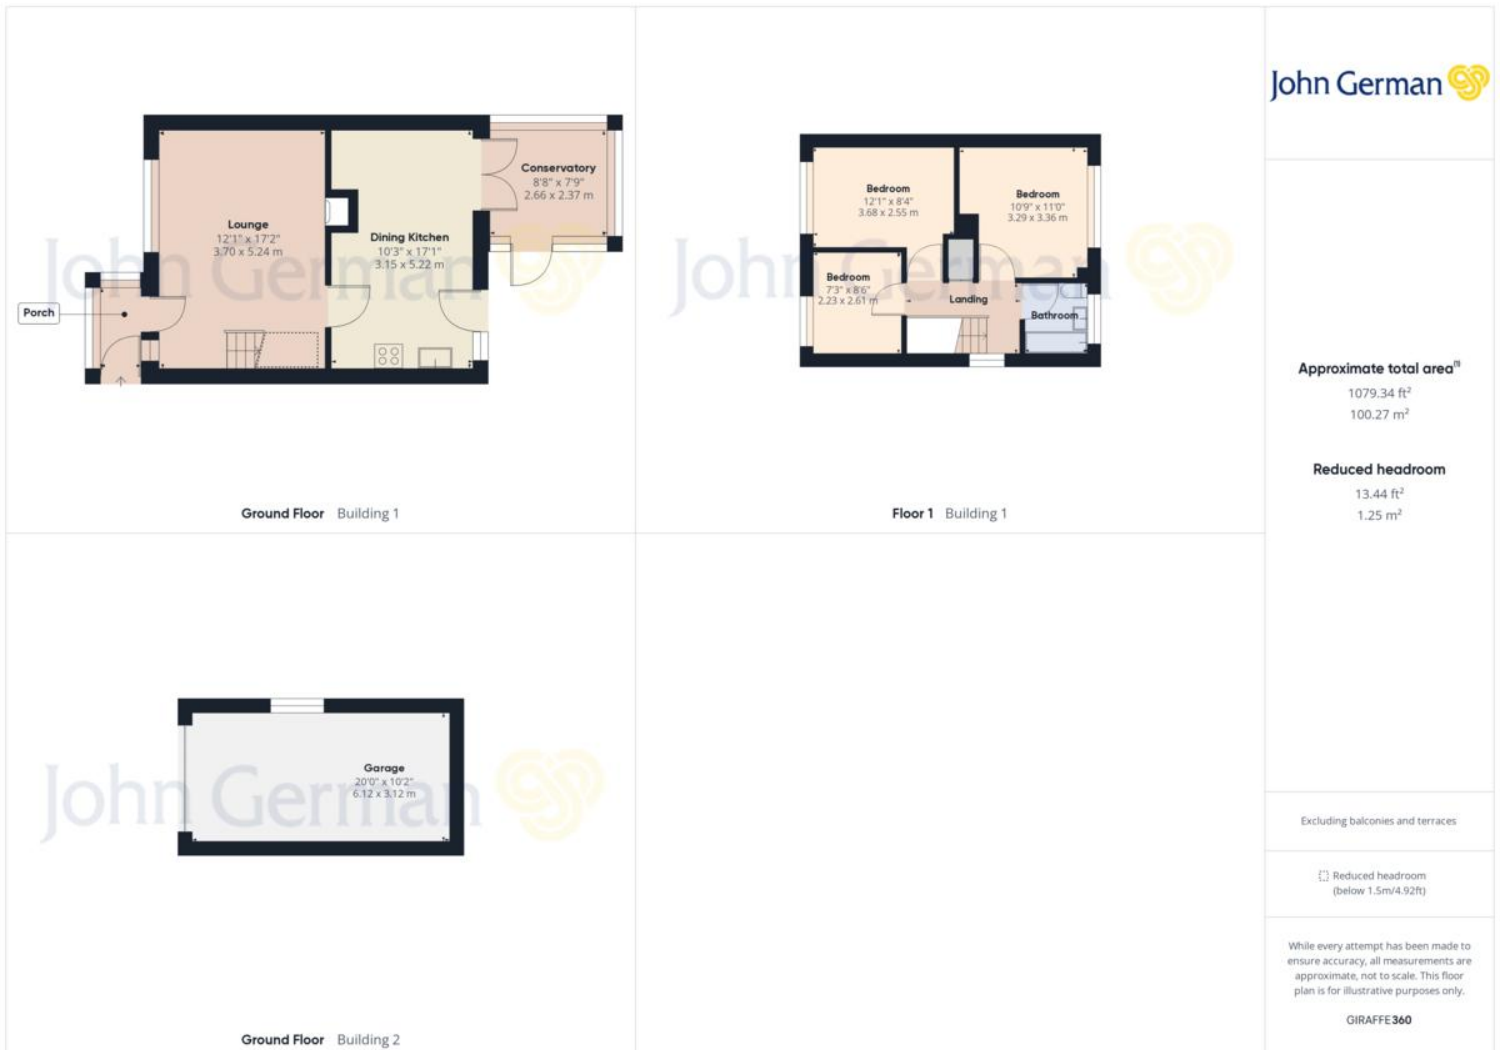 Porch
Lounge
12'1" x 17'2"
3.70 x 5.24 m
Dining Kitchen
10'3" x 17'1"
3.15 x 5.22 m
Conservatory
8'8" x 7'9"
2.66 x 2.37 m
John German
Ground Floor Building 1
Bedroom
12'1" x 8'4"
3.68 x 2.55 m
Bedroom
10'9" x 11'0"
3.29 x 3.36 m
Bedroom
7'3" x 8'6"
2.23 x 2.61 m
Landing
Bathroom
John German
Floor 1 Building 1
Garage
20'0" x 10'2"
6.12 x 3.12 m
John German
Ground Floor Building 2
John German
Approximate total area⁽¹⁾
1079.34 ft²
100.27 m²
Reduced headroom
13.44 ft²
1.25 m²
Excluding balconies and terraces
Reduced headroom
(below 1.5m/4.92ft)
While every attempt has been made to
ensure accuracy, all measurements are
approximate, not to scale. This floor
plan is for illustrative purposes only.
GIRAFFE360